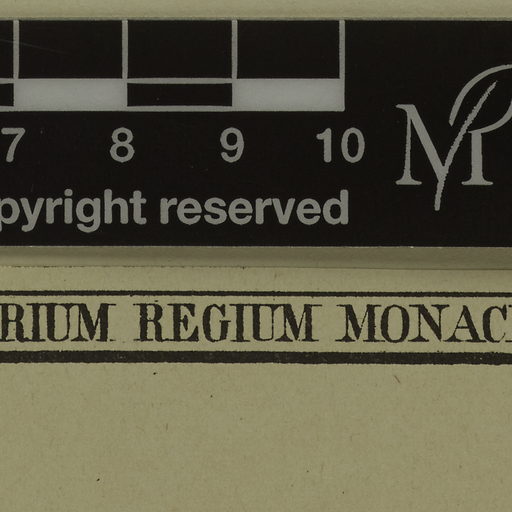 7 8 9 10
pyright reserved
RIUM REGIUM MONAC